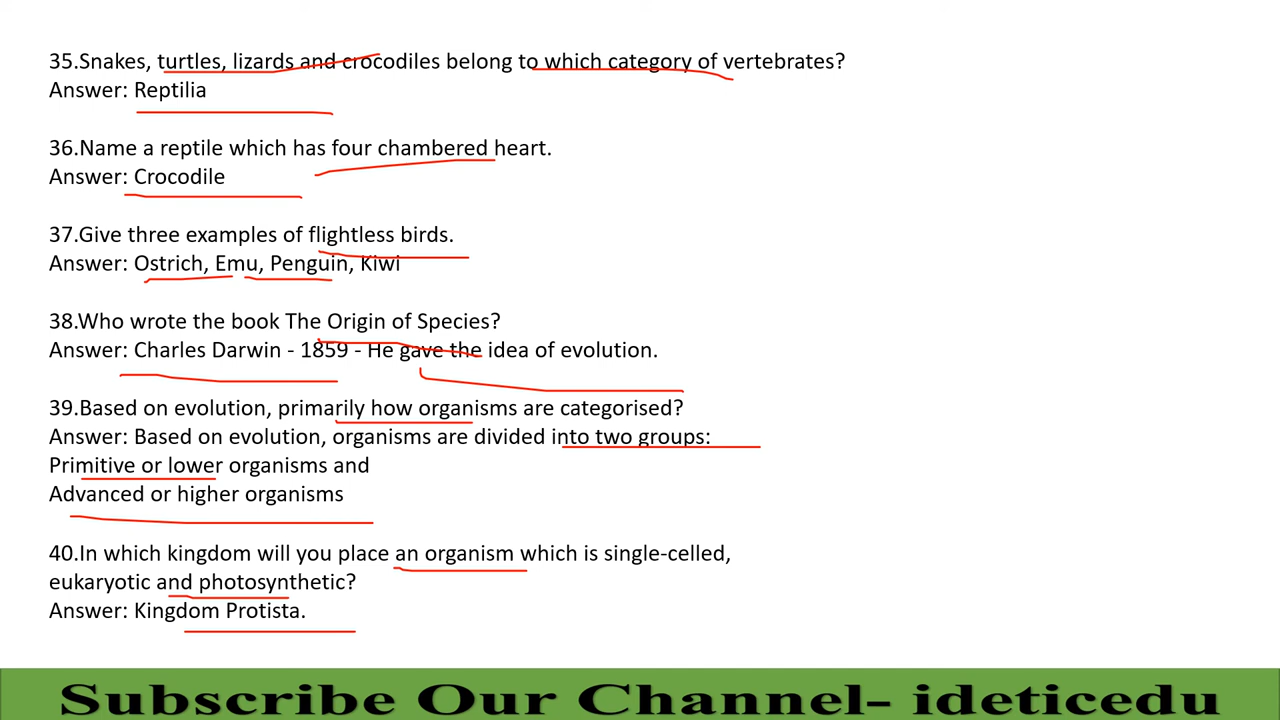 35.Snakes, turtles, lizards and crocodiles belong to which category of vertebrates?
Answer: Reptilia
36.Name a reptile which has four chambered heart.
Answer: Crocodile
37.Give three examples of flightless birds.
Answer: Ostrich, Emu, Penguin, Kiwi
38.Who wrote the book The Origin of Species?
Answer: Charles Darwin - 1859 - He gave the idea of evolution.
39.Based on evolution, primarily how organisms are categorised?
Answer: Based on evolution, organisms are divided into two groups:
Primitive or lower organisms and
Advanced or higher organisms
40.In which kingdom will you place an organism which is single-celled,
eukaryotic and photosynthetic?
Answer: Kingdom Protista.
Subscribe Our Channel- ideticedu